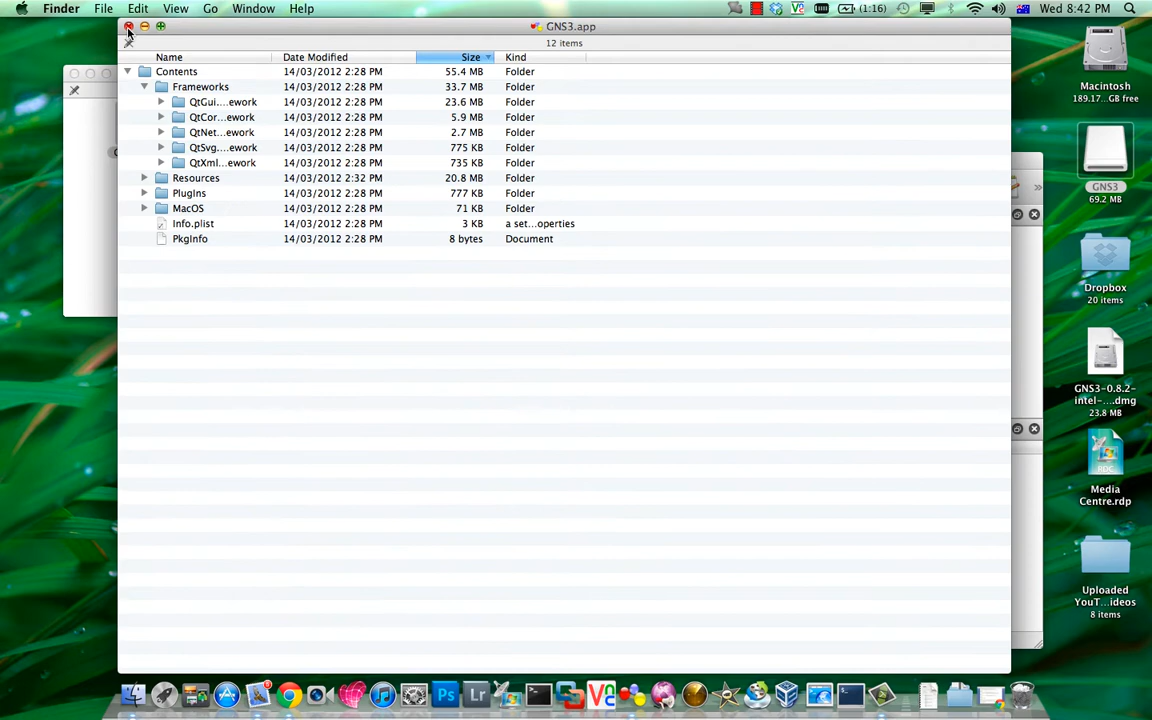 Finder File Edit View Go Window Help (1:16) Wed 8:42 PM
GNS3.app
12 items
Name Date Modified Size Kind
Contents 14/03/2012 2:28 PM 55.4 MB Folder
Frameworks 14/03/2012 2:28 PM 33.7 MB Folder
QtGui....ework 14/03/2012 2:28 PM 23.6 MB Folder
QtCor...ework 14/03/2012 2:28 PM 5.9 MB Folder
QtNet...ework 14/03/2012 2:28 PM 2.7 MB Folder
QtSvg....ework 14/03/2012 2:28 PM 775 KB Folder
QtXml...ework 14/03/2012 2:28 PM 735 KB Folder
Resources 14/03/2012 2:32 PM 20.8 MB Folder
PlugIns 14/03/2012 2:28 PM 777 KB Folder
MacOS 14/03/2012 2:28 PM 71 KB Folder
Info.plist 14/03/2012 2:28 PM 3 KB a set...operties
PkgInfo 14/03/2012 2:28 PM 8 bytes Document
Macintosh
189.17...GB free
GNS3
69.2 MB
Dropbox
20 items
GNS3-0.8.2-
intel-....dmg
23.8 MB
RDC
Media
Centre.rdp
Uploaded
YouT...ideos
8 items
Ps Lr